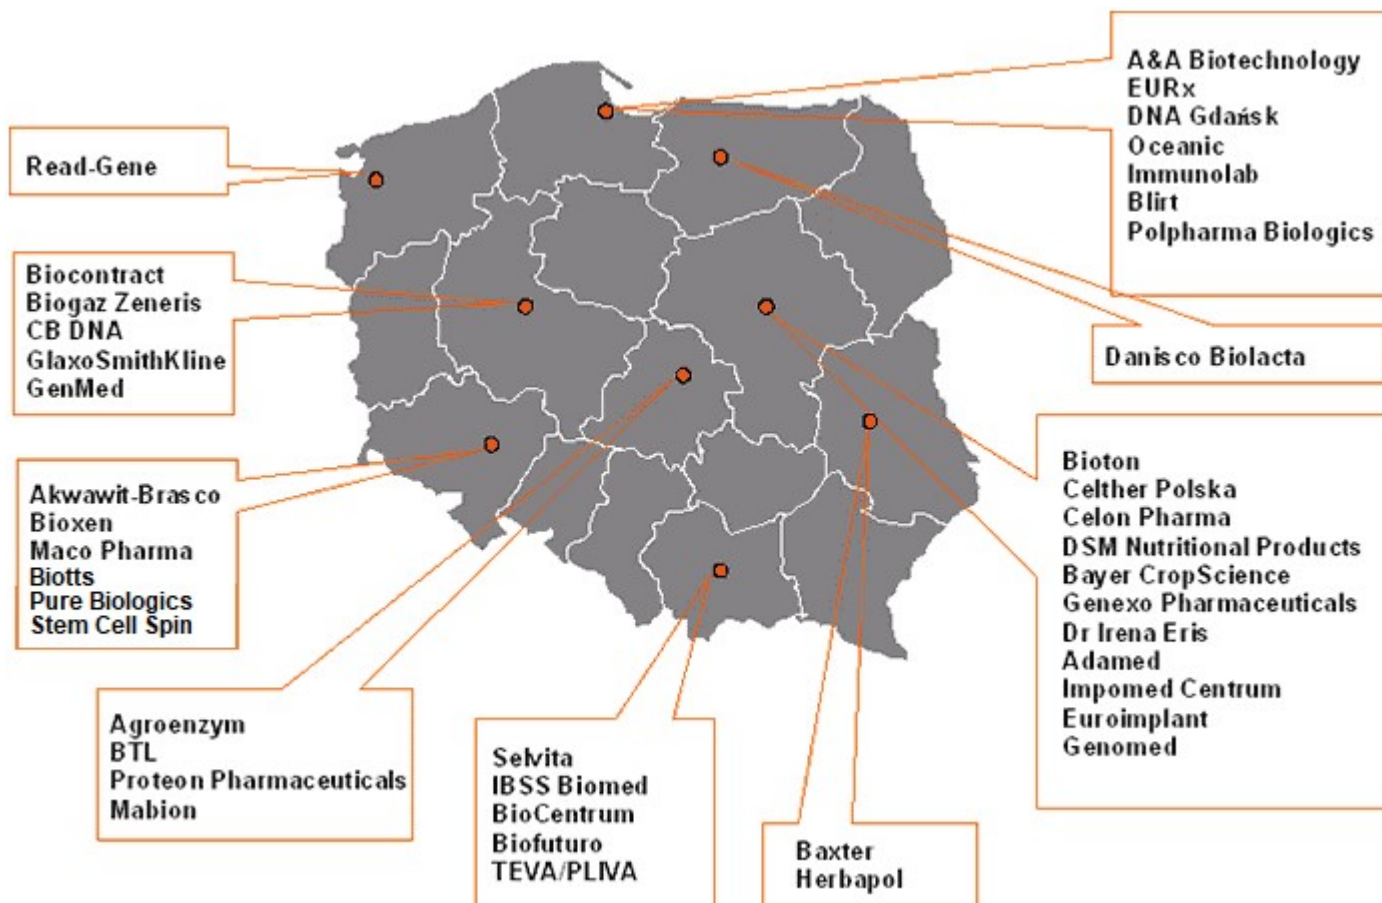 A&A Biotechnology
EURx
DNA Gdańsk
Oceanic
Immunolab
Blirt
Polpharma Biologics
Read-Gene
Biocontract
Biogaz Zeneris
CB DNA
GlaxoSmithKline
GenMed
Danisco Biolacta
Akwawit-Brasco
Bioxen
Maco Pharma
Biotts
Pure Biologics
Stem Cell Spin
Bioton
Celther Polska
Celon Pharma
DSM Nutritional Products
Bayer CropScience
Genexo Pharmaceuticals
Dr Irena Eris
Adamed
Impomed Centrum
Euroimplant
Genomed
Agroenzym
BTL
Proteon Pharmaceuticals
Mabion
Selvita
IBSS Biomed
BioCentrum
Biofuturo
TEVA/PLIVA
Baxter
Herbapol